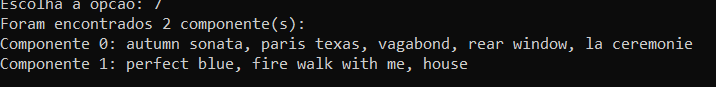 Escolha a opcao: 7
Foram encontrados 2 componente(s):
Componente 0: autumn sonata, paris texas, vagabond, rear window, la ceremonie
Componente 1: perfect blue, fire walk with me, house